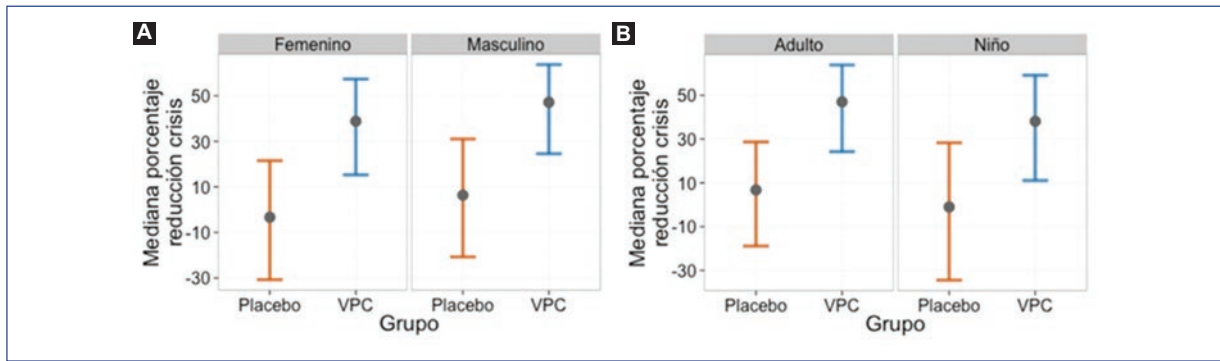 A
Femenino
Masculino
Mediana porcentaje
reducción crisis
50
30
10
-10
-30
Placebo
VPC
Placebo
VPC
Grupo
B
Adulto
Niño
Mediana porcentaje
reducción crisis
50
30
10
-10
-30
Placebo
VPC
Placebo
VPC
Grupo